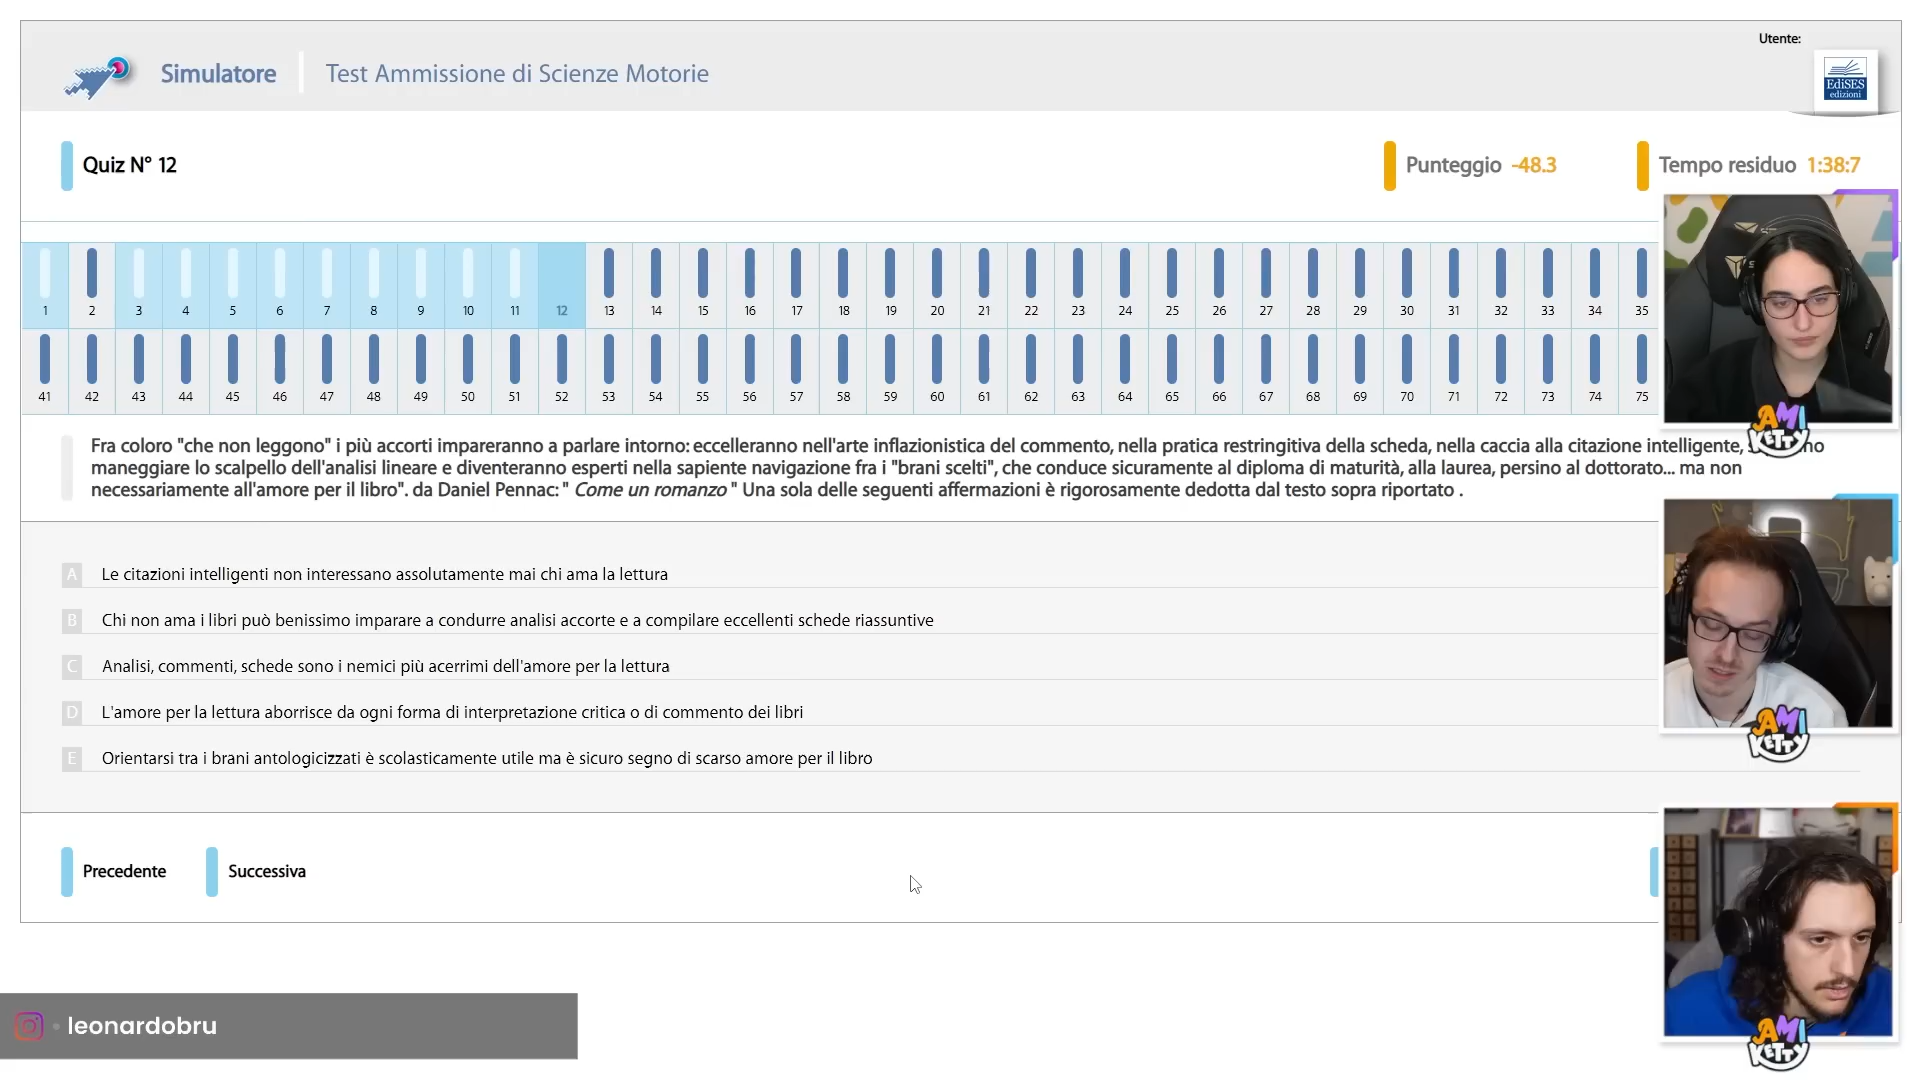 Utente:
Simulatore
Test Ammissione di Scienze Motorie
EdiSES
edizioni
Quiz N° 12
Punteggio -48.3
Tempo residuo 1:38:7
1 2 3 4 5 6 7 8 9 10 11 12 13 14 15 16 17 18 19 20 21 22 23 24 25 26 27 28 29 30 31 32 33 34 35
41 42 43 44 45 46 47 48 49 50 51 52 53 54 55 56 57 58 59 60 61 62 63 64 65 66 67 68 69 70 71 72 73 74 75
Fra coloro "che non leggono" i più accorti impareranno a parlare intorno: eccelleranno nell'arte inflazionistica del commento, nella pratica restringitiva della scheda, nella caccia alla citazione intelligente,
maneggiare lo scalpello dell'analisi lineare e diventeranno esperti nella sapiente navigazione fra i "brani scelti", che conduce sicuramente al diploma di maturità, alla laurea, persino al dottorato... ma non
necessariamente all'amore per il libro". da Daniel Pennac: " Come un romanzo " Una sola delle seguenti affermazioni è rigorosamente dedotta dal testo sopra riportato .
A Le citazioni intelligenti non interessano assolutamente mai chi ama la lettura
B Chi non ama i libri può benissimo imparare a condurre analisi accorte e a compilare eccellenti schede riassuntive
C Analisi, commenti, schede sono i nemici più acerrimi dell'amore per la lettura
D L'amore per la lettura aborrisce da ogni forma di interpretazione critica o di commento dei libri
E Orientarsi tra i brani antologicizzati è scolasticamente utile ma è sicuro segno di scarso amore per il libro
Precedente
Successiva
AMI
KETTY
AMI
KETTY
AMI
KETTY
leonardobru